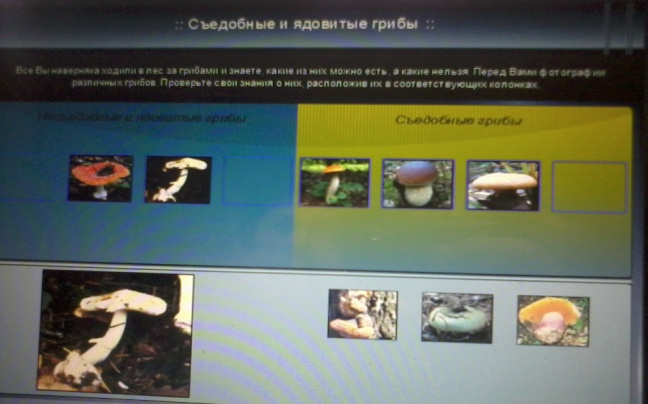 :: Съедобные и ядовитые грибы ::
Все Вы наверняка ходили в лес за грибами и знаете, какие из них можно есть, а какие нельзя. Перед Вами фотографии
различных грибов. Проверьте свои знания о них, расположив их в соответствующих колонках.
Несъедобные и ядовитые грибы
Съедобные грибы